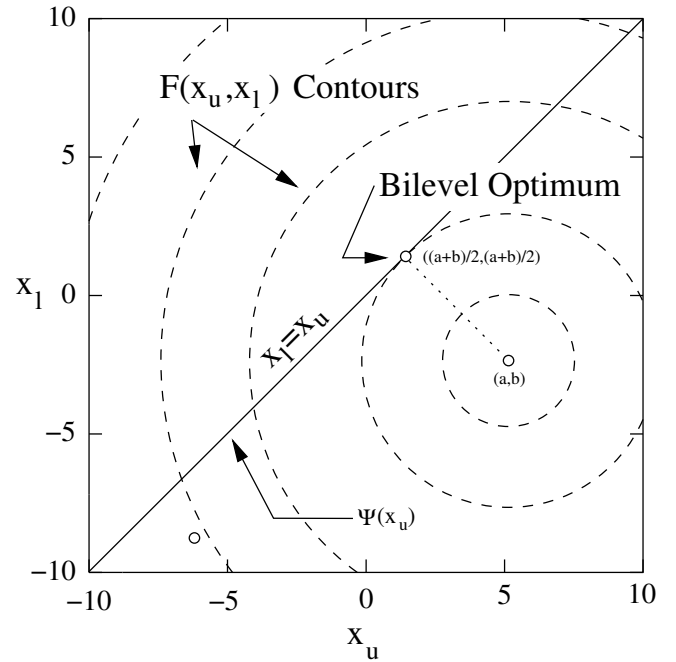 10
F(x_u,x_l) Contours
5
Bilevel Optimum
((a+b)/2,(a+b)/2)
x_l
0
x_l=x_u
(a,b)
−5
Ψ(x_u)
−10
−10 −5 0 5 10
x_u